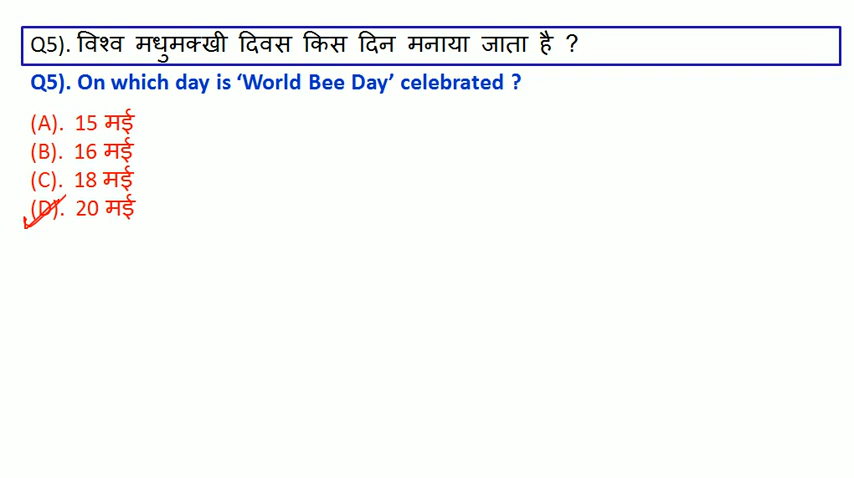 Q5). विश्व मधुमक्खी दिवस किस दिन मनाया जाता है ?
Q5). On which day is ‘World Bee Day’ celebrated ?
(A). 15 मई
(B). 16 मई
(C). 18 मई
(D). 20 मई